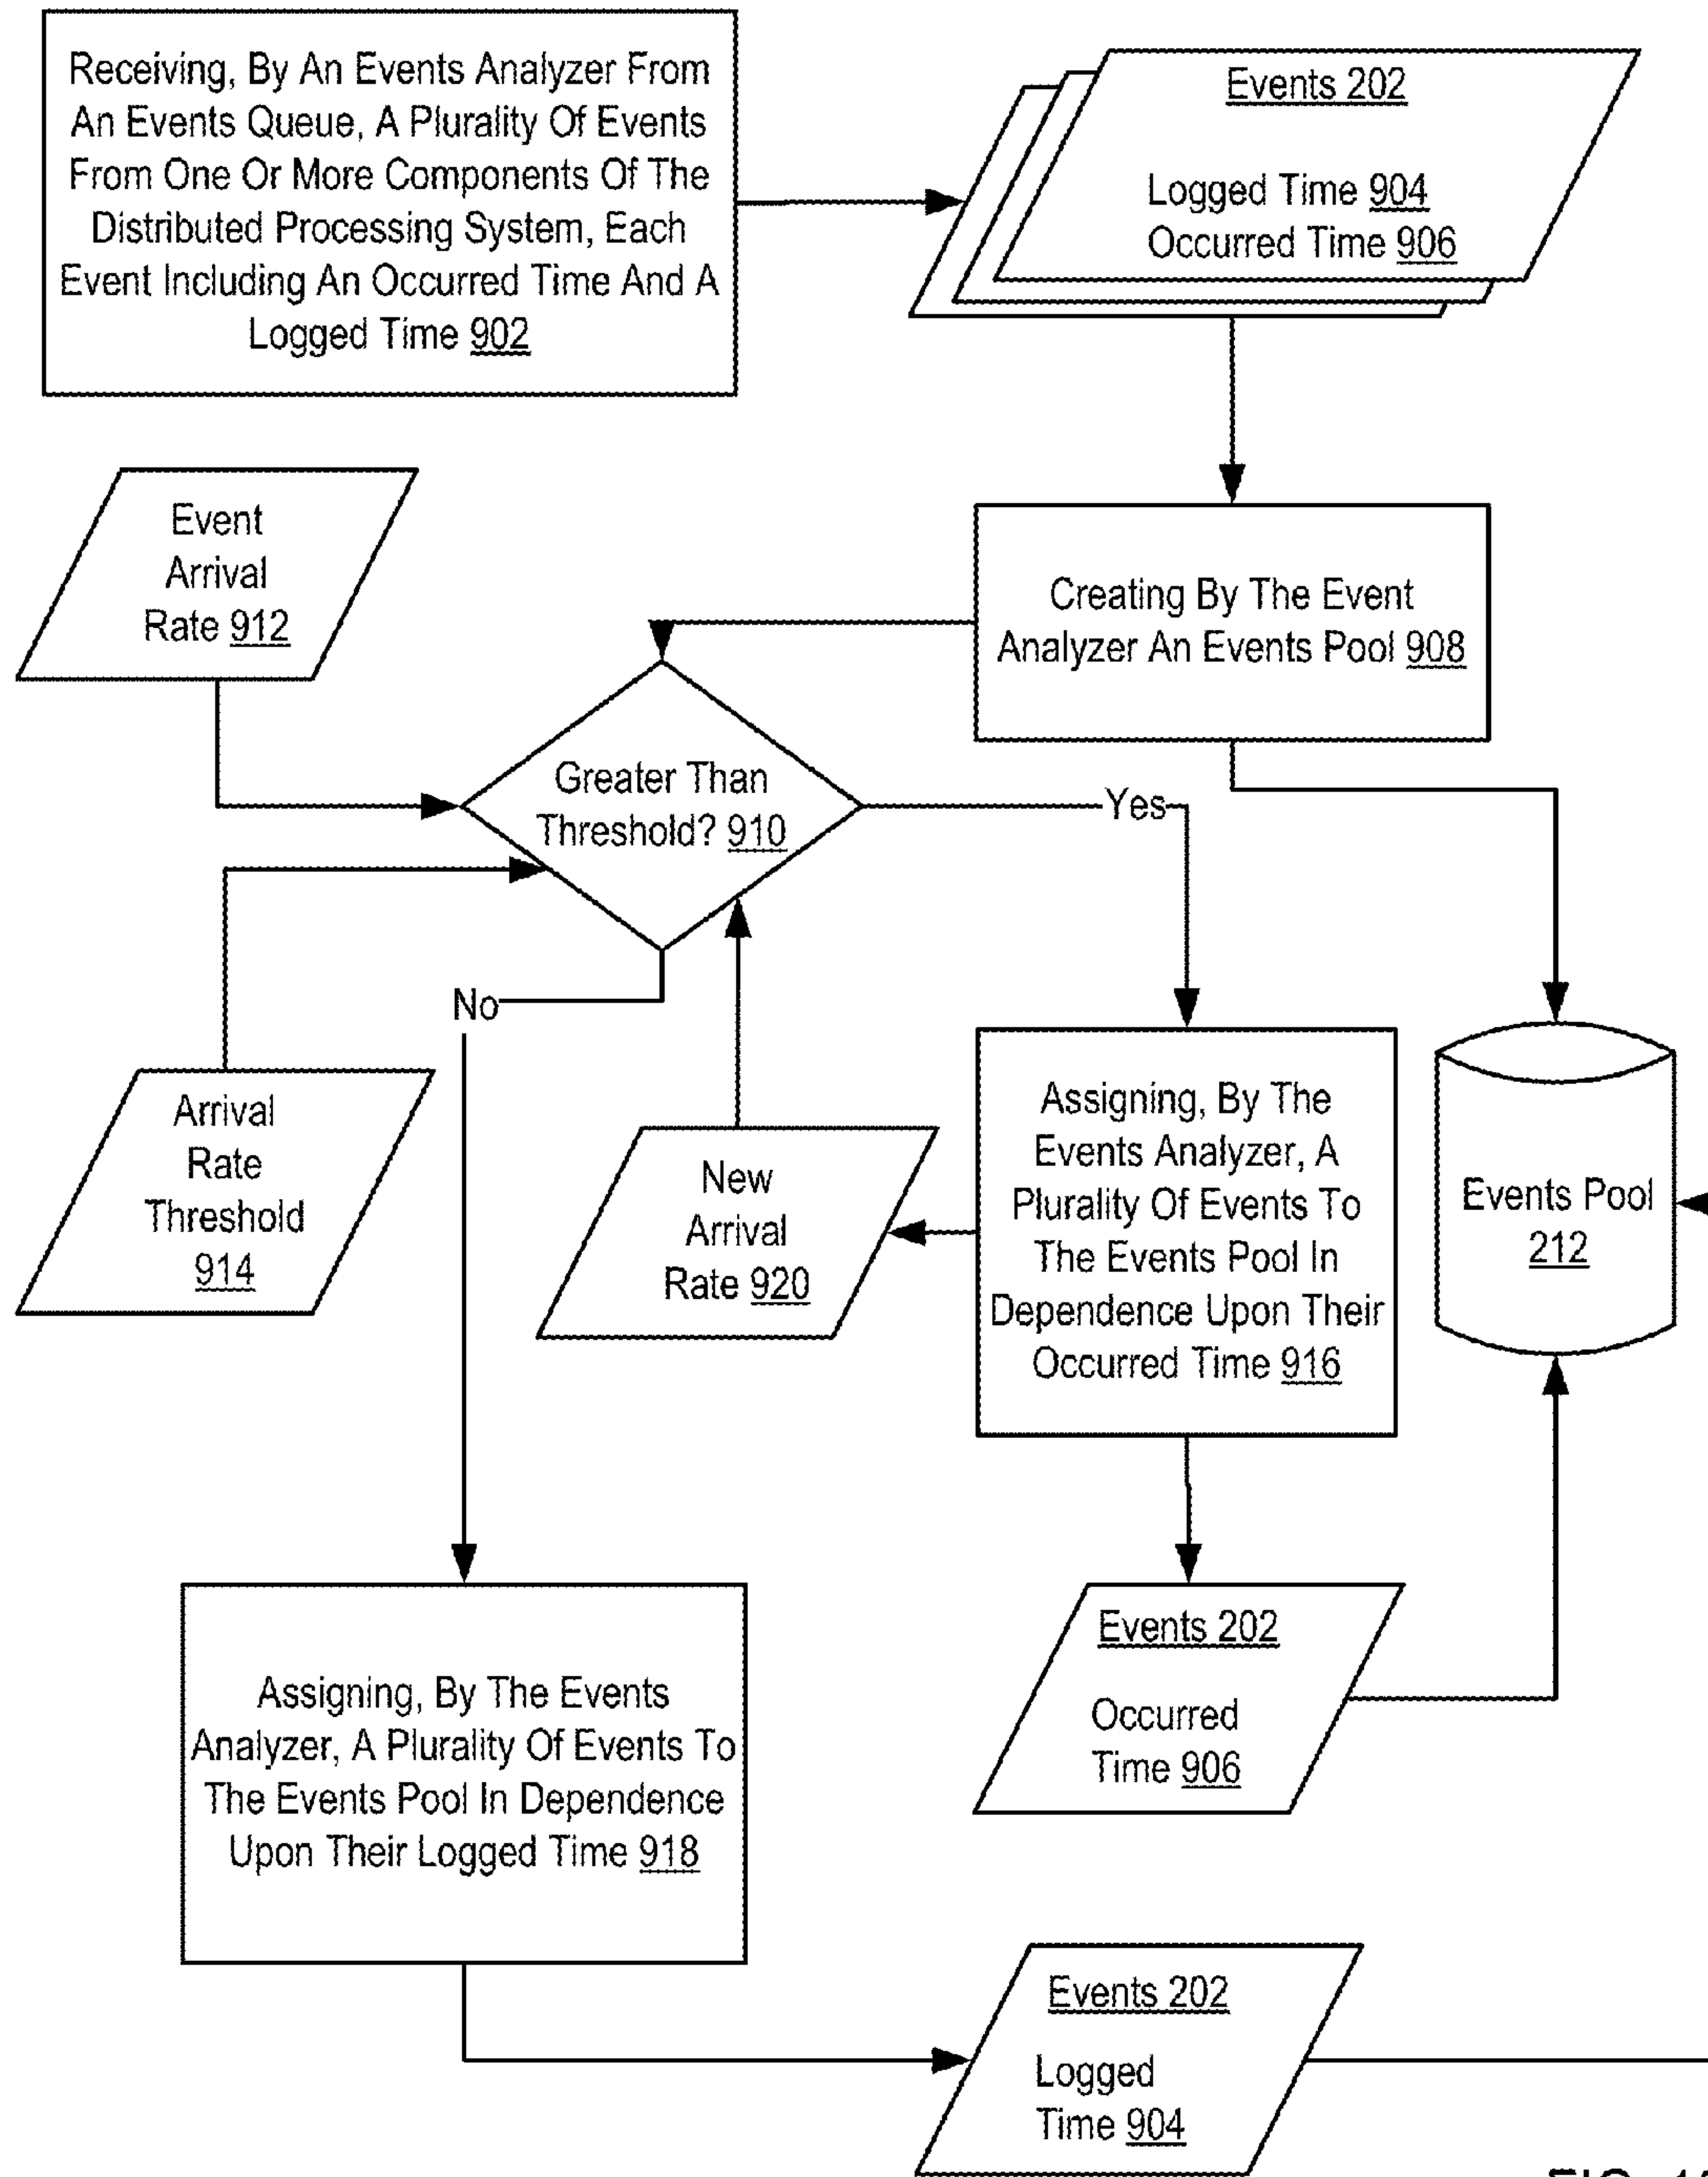 Receiving, By An Events Analyzer From
An Events Queue, A Plurality Of Events
From One Or More Components Of The
Distributed Processing System, Each
Event Including An Occurred Time And A
Logged Time 902
Events 202
Logged Time 904
Occurred Time 906
Event
Arrival
Rate 912
Creating By The Event
Analyzer An Events Pool 908
Greater Than
Threshold? 910
Yes
No
Arrival
Rate
Threshold
914
New
Arrival
Rate 920
Assigning, By The
Events Analyzer, A
Plurality Of Events To
The Events Pool In
Dependence Upon Their
Occurred Time 916
Events Pool
212
Assigning, By The Events
Analyzer, A Plurality Of Events To
The Events Pool In Dependence
Upon Their Logged Time 918
Events 202
Occurred
Time 906
Events 202
Logged
Time 904